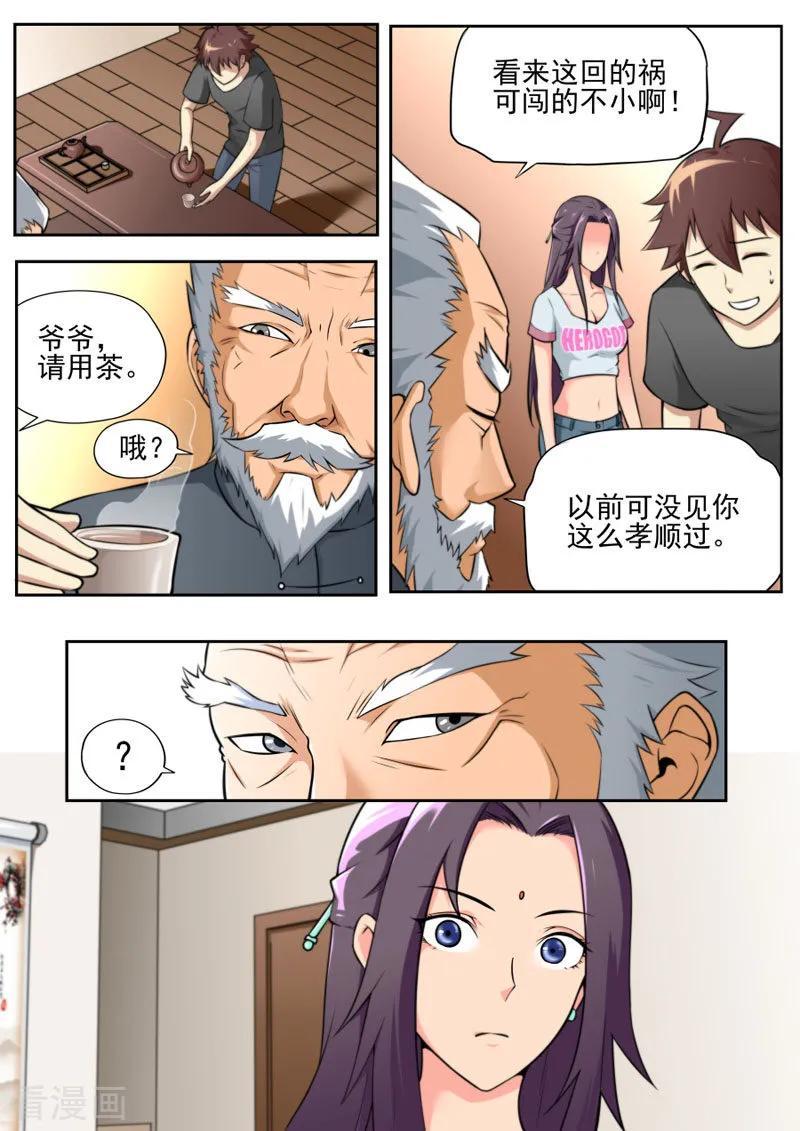 爷爷，
请用茶。
哦？
看来这回的祸
可闯的不小啊！
HEROGOT
以前可没见你
这么孝顺过。
？
看漫画